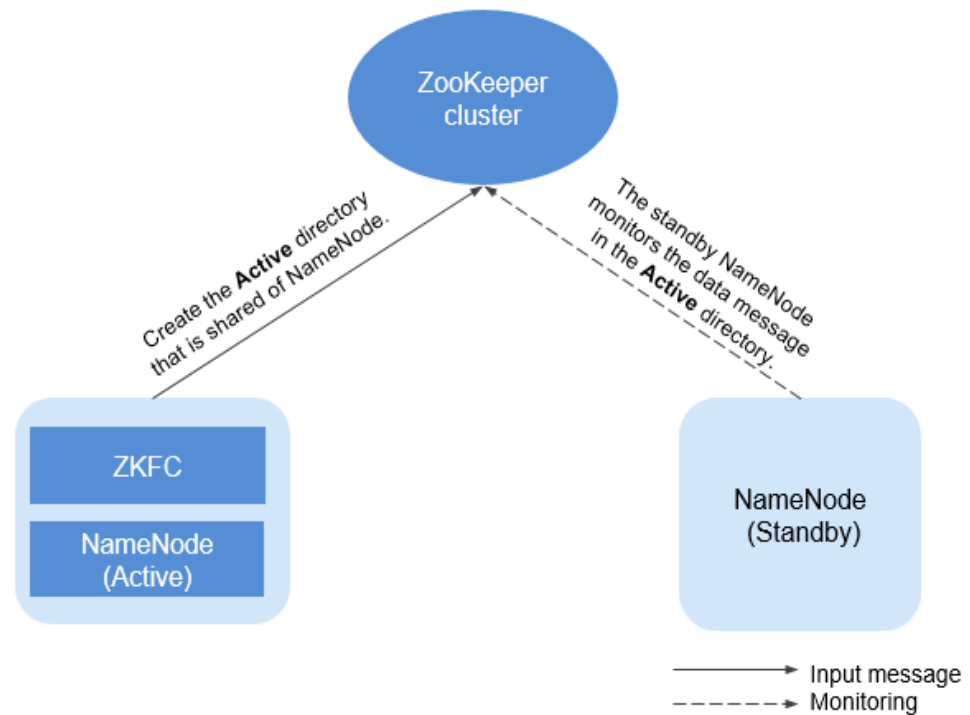 ZooKeeper
cluster
Create the Active directory
that is shared of NameNode.
The standby NameNode
monitors the data message
in the Active directory.
ZKFC
NameNode
(Active)
NameNode
(Standby)
Input message
Monitoring